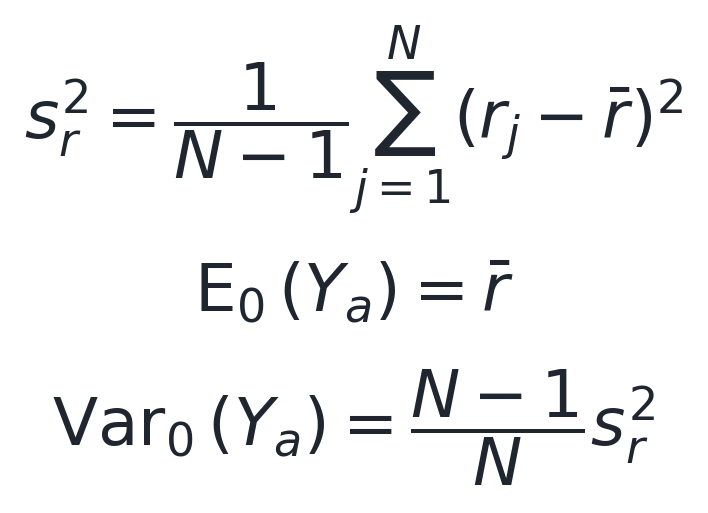 s_r^2 = \frac{1}{N-1} \sum_{j=1}^{N} (r_j - \bar{r})^2
E_0 (Y_a) = \bar{r}
Var_0 (Y_a) = \frac{N-1}{N} s_r^2